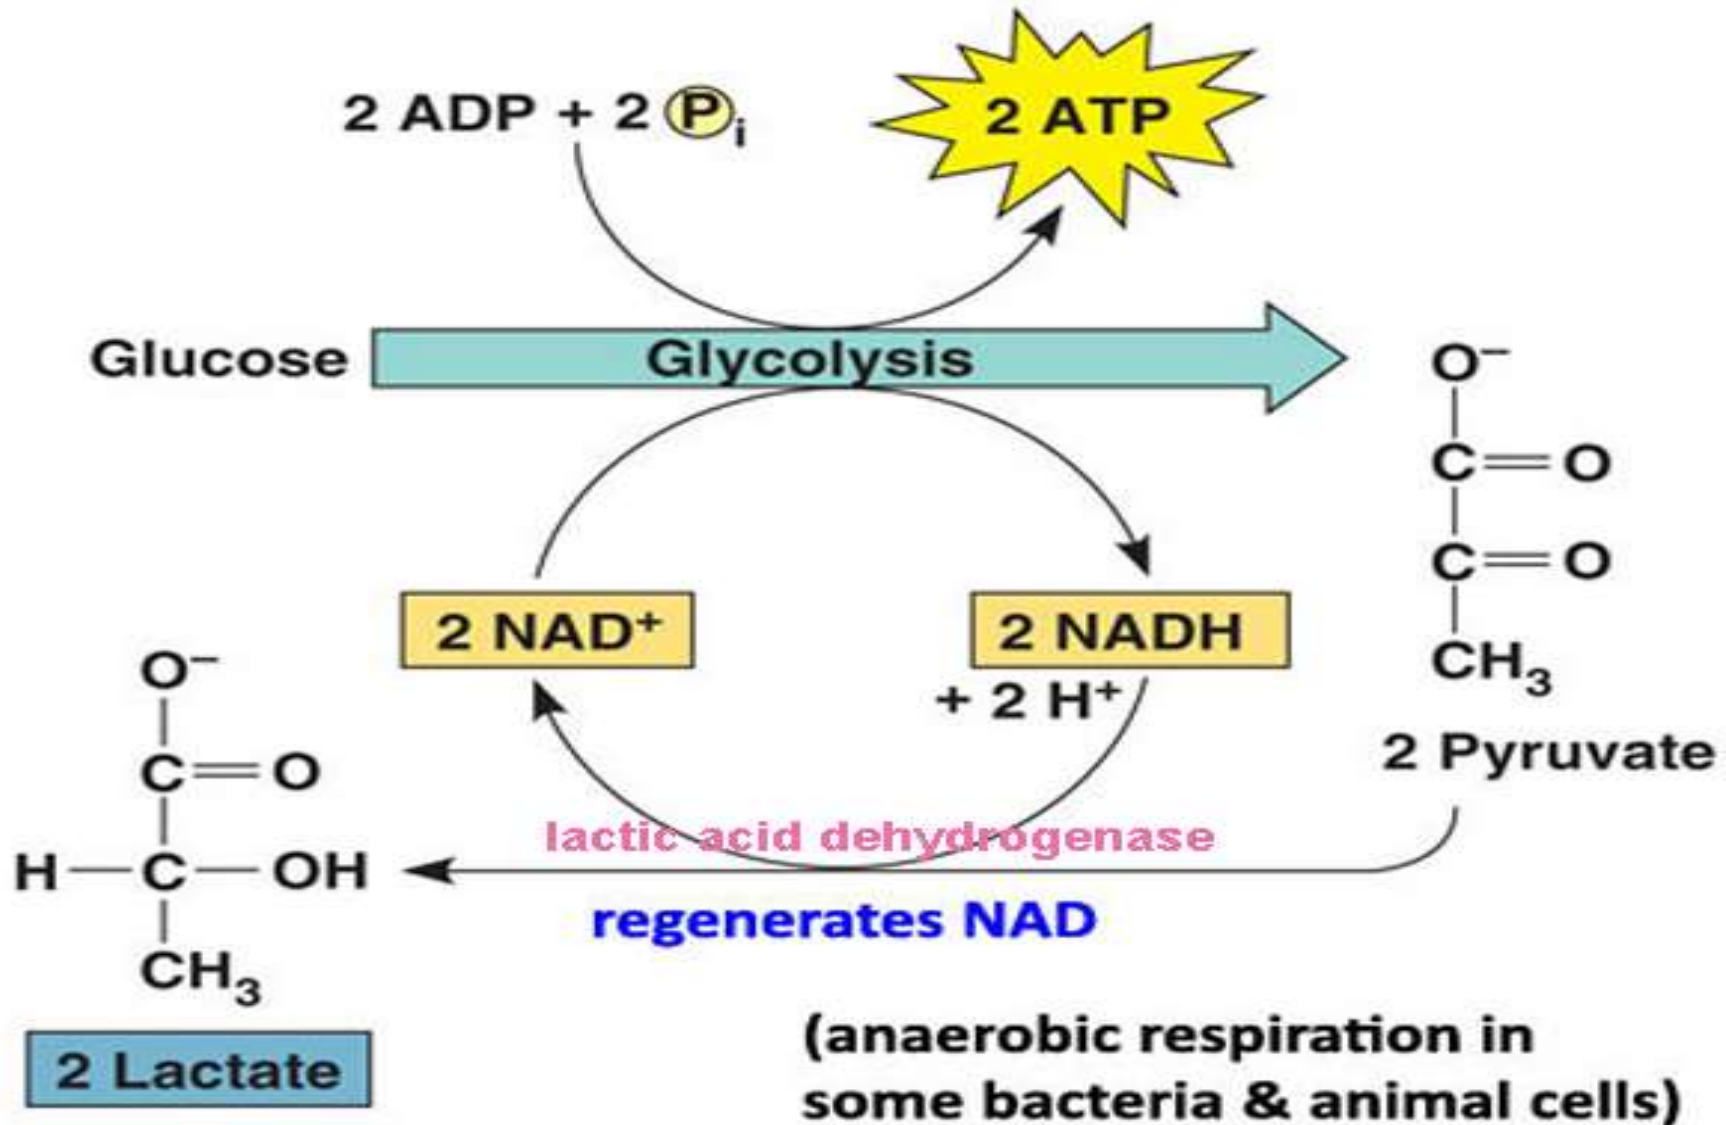 2 ADP + 2 Pi
2 ATP
Glucose
Glycolysis
O–
C=O
C=O
CH3
2 Pyruvate
2 NAD+
2 NADH
+ 2 H+
lactic acid dehydrogenase
regenerates NAD
O–
C=O
H–C–OH
CH3
2 Lactate
(anaerobic respiration in
some bacteria & animal cells)